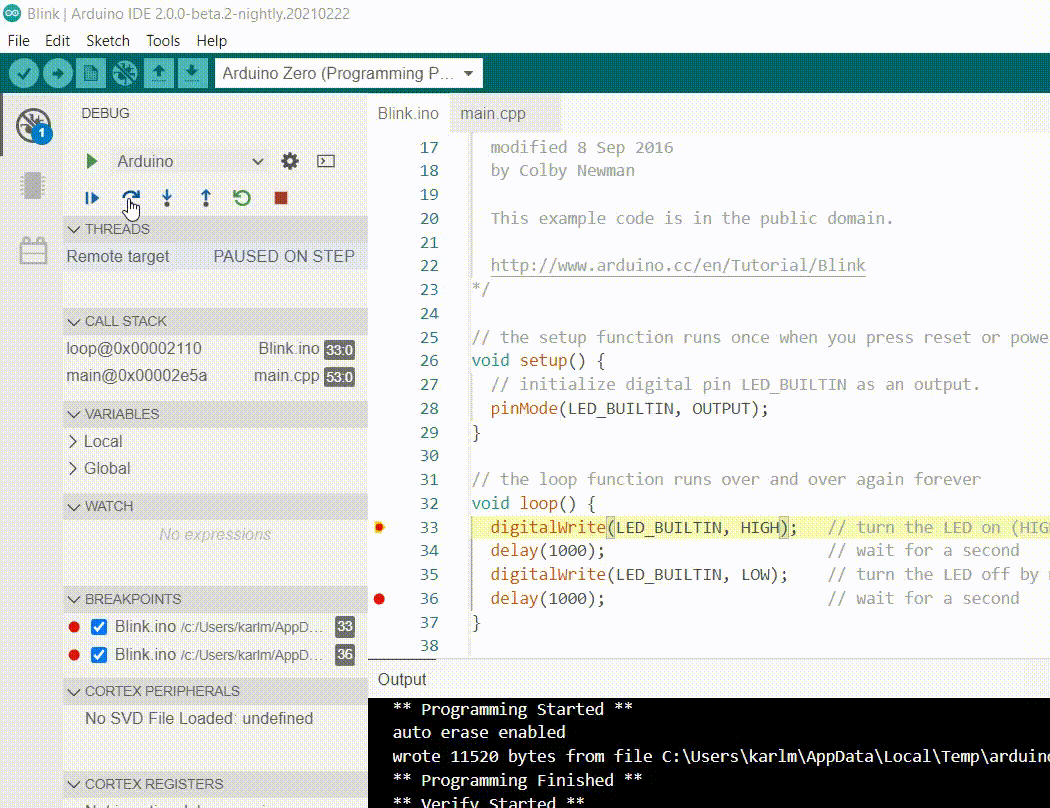 Blink | Arduino IDE 2.0.0-beta.2-nightly.20210222
File Edit Sketch Tools Help
Arduino Zero (Programming P...
1
DEBUG
Arduino
THREADS
Remote target PAUSED ON STEP
CALL STACK
loop@0x00002110 Blink.ino 33:0
main@0x00002e5a main.cpp 53:0
VARIABLES
Local
Global
WATCH
No expressions
BREAKPOINTS
Blink.ino /c:/Users/karlm/AppD... 33
Blink.ino /c:/Users/karlm/AppD... 36
CORTEX PERIPHERALS
No SVD File Loaded: undefined
CORTEX REGISTERS
Blink.ino main.cpp
17 modified 8 Sep 2016
18 by Colby Newman
19
20 This example code is in the public domain.
21
22 http://www.arduino.cc/en/Tutorial/Blink
23 */
24
25 // the setup function runs once when you press reset or powe
26 void setup() {
27 // initialize digital pin LED_BUILTIN as an output.
28 pinMode(LED_BUILTIN, OUTPUT);
29 }
30
31 // the loop function runs over and over again forever
32 void loop() {
33 digitalWrite(LED_BUILTIN, HIGH); // turn the LED on (HIG
34 delay(1000); // wait for a second
35 digitalWrite(LED_BUILTIN, LOW); // turn the LED off by
36 delay(1000); // wait for a second
37 }
38
Output
** Programming Started **
auto erase enabled
wrote 11520 bytes from file C:\Users\karlm\AppData\Local\Temp\arduino
** Programming Finished **
** Verify Started **